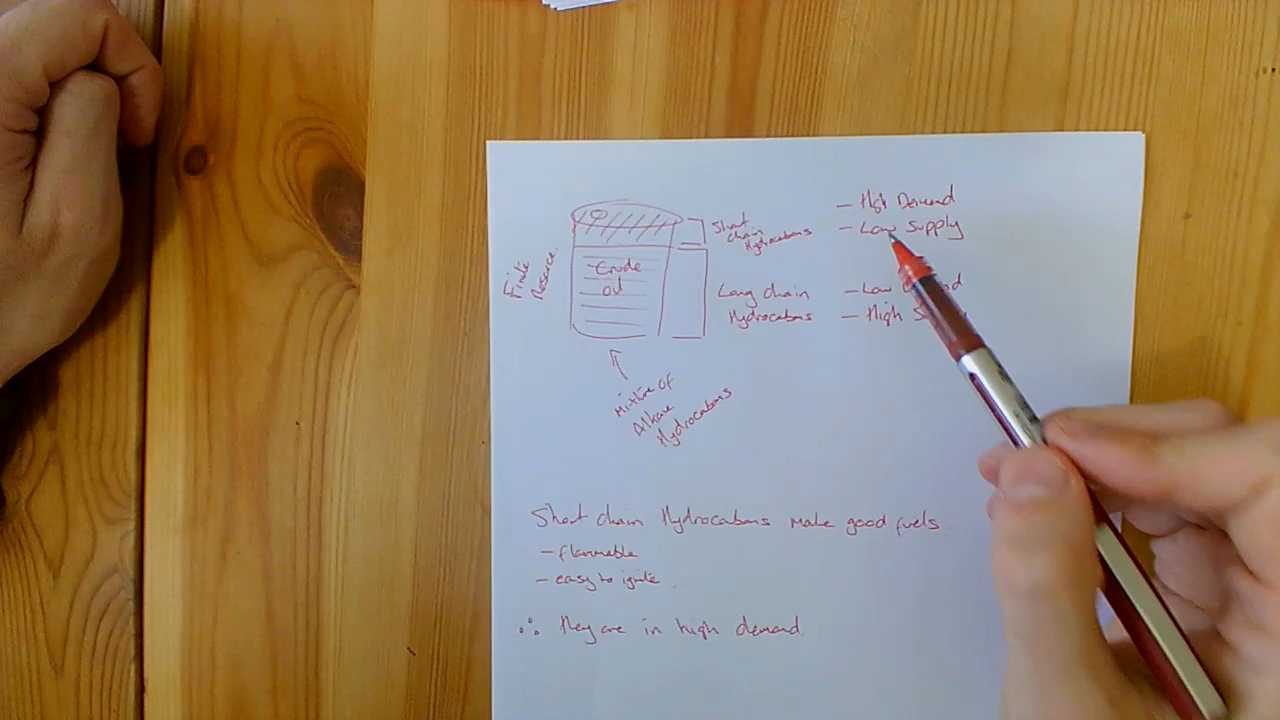 - High Demand
- Low Supply
Short
chain
Hydrocarbons
Crude
Oil
Finite
Resource
Long chain
Hydrocarbons
- Low
- High
Mixture of
Alkane
Hydrocarbons
Short chain Hydrocarbons make good fuels
- flammable
- easy to ignite
∴ they are in high demand